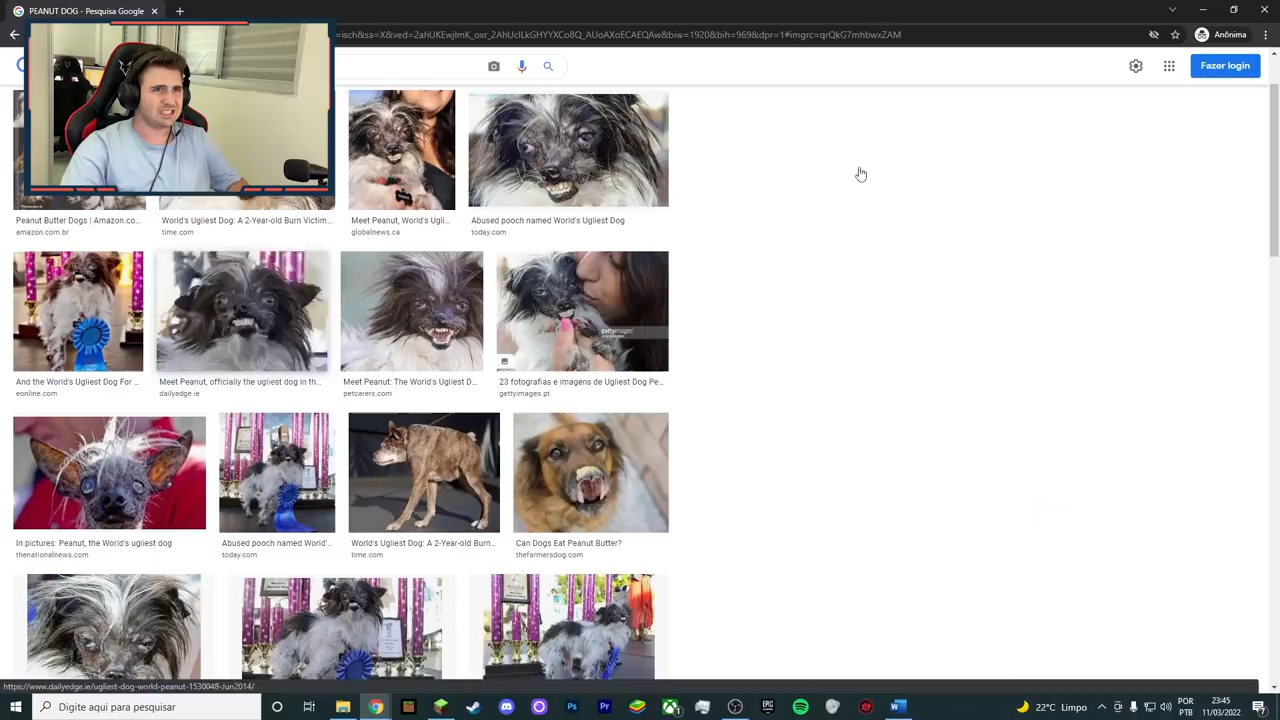 PEANUT DOG - Pesquisa Google
=isch&sa=X&ved=2ahUKEwjmK_oxr_2AhUcILkGHYYXCo8Q_AUoAXoECAEQAw&biw=1920&bih=969&dpr=1#imgrc=qrQkG7mhbwxZAM
Anônima
Fazer login
Peanut Butter Dogs | Amazon.co...
World's Ugliest Dog: A 2-Year-old Burn Victim...
Meet Peanut, World's Ugli...
Abused pooch named World's Ugliest Dog
amazon.com.br
time.com
globalnews.ca
today.com
gettyimages
And the World's Ugliest Dog For ...
Meet Peanut, officially the ugliest dog in th...
Meet Peanut: The World's Ugliest D...
23 fotografias e imagens de Ugliest Dog Pe...
eonline.com
dailyedge.ie
petcarerx.com
gettyimages.pt
In pictures: Peanut, the World's ugliest dog
Abused pooch named World'...
World's Ugliest Dog: A 2-Year-old Burn...
Can Dogs Eat Peanut Butter?
thenationalnews.com
today.com
time.com
thefarmersdog.com
https://www.dailyedge.ie/ugliest-dog-world-peanut-1530048-Jun2014/
Digite aqui para pesquisar
22°C Limpo
POR
PTB
23:45
11/03/2022